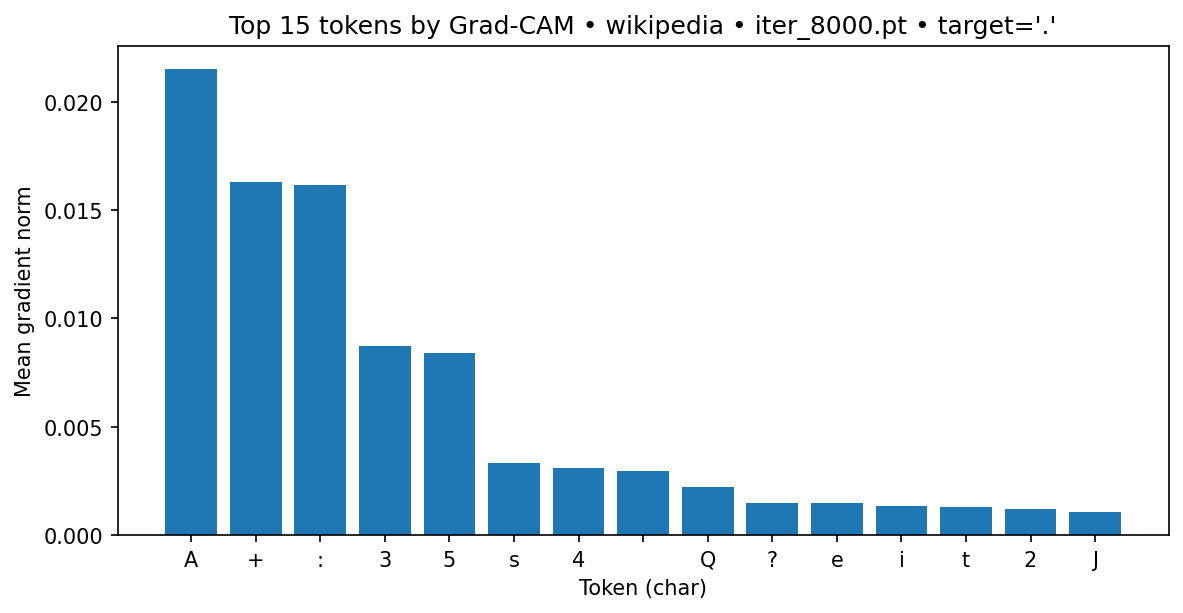 Top 15 tokens by Grad-CAM • wikipedia • iter_8000.pt • target='.'
Mean gradient norm
0.020
0.015
0.010
0.005
0.000
A + : 3 5 s 4 Q ? e i t 2 J
Token (char)